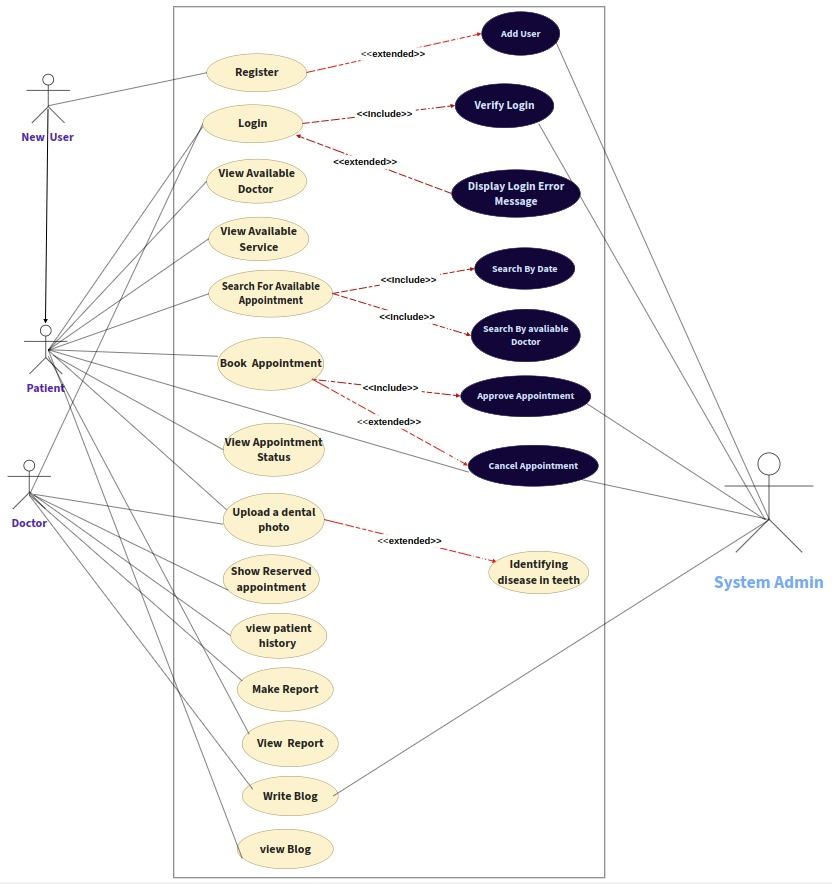 Add User
<<extended>>
Register
New User
Login
<<Include>>
Verify Login
<<extended>>
View Available
Doctor
Display Login Error
Message
View Available
Service
Search For Available
Appointment
<<Include>>
Search By Date
<<Include>>
Search By avaliable
Doctor
Patient
Book  Appointment
<<Include>>
Approve Appointment
<<extended>>
View Appointment
Status
Cancel Appointment
Doctor
Upload a dental
photo
<<extended>>
Identifying
disease in teeth
System Admin
Show Reserved
appointment
view patient
history
Make Report
View  Report
Write Blog
view Blog